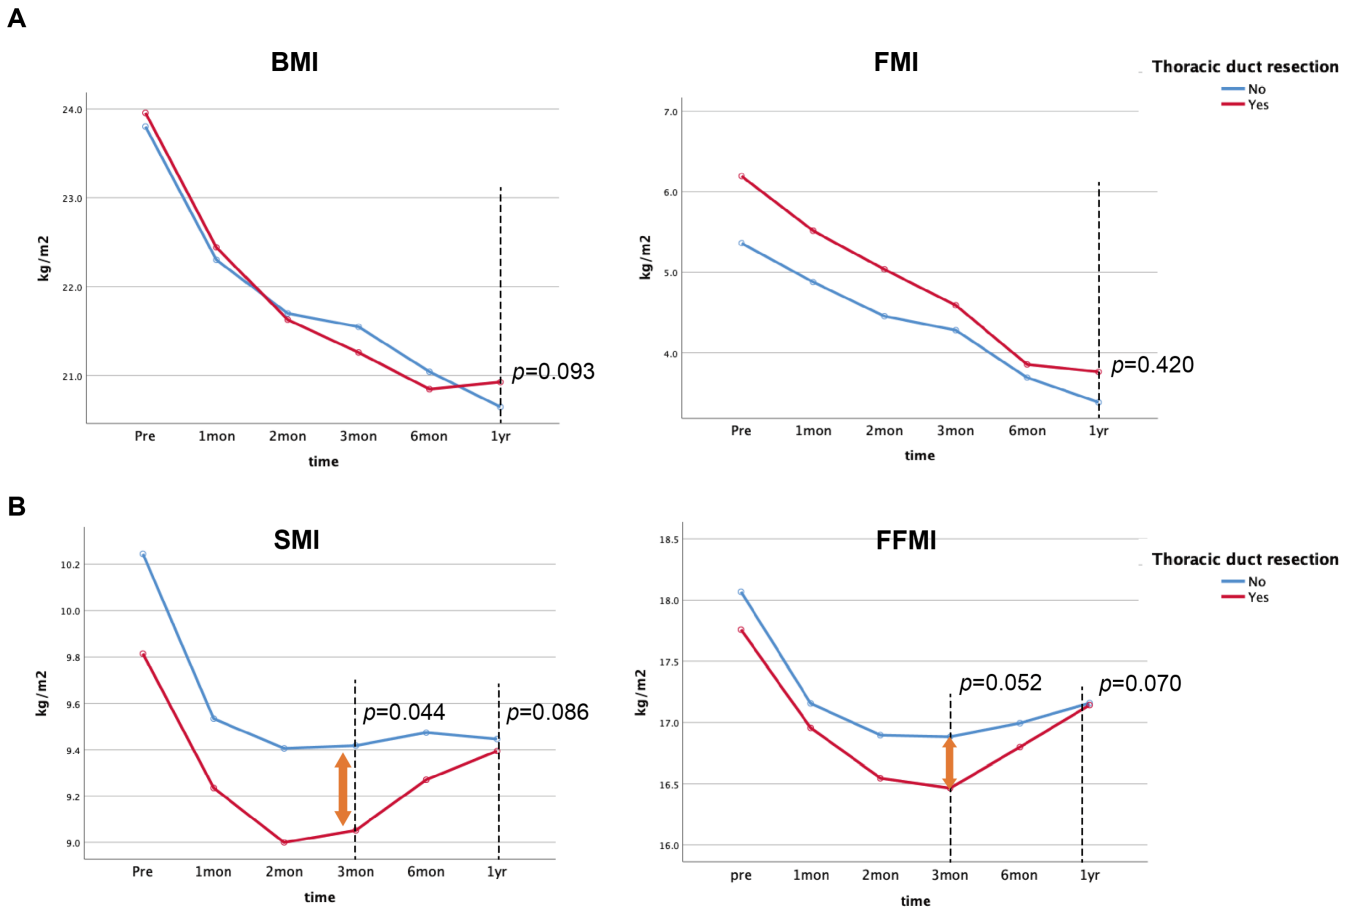 A
BMI
24.0
23.0
22.0
21.0
kg/m2
p=0.093
Pre 1mon 2mon 3mon 6mon 1yr
time
FMI
7.0
6.0
5.0
4.0
kg/m2
p=0.420
Pre 1mon 2mon 3mon 6mon 1yr
time
Thoracic duct resection
No
Yes
B
SMI
10.2
10.0
9.8
9.6
9.4
9.2
9.0
kg/m2
p=0.044
p=0.086
Pre 1mon 2mon 3mon 6mon 1yr
time
FFMI
18.5
18.0
17.5
17.0
16.5
16.0
kg/m2
p=0.052
p=0.070
pre 1mon 2mon 3mon 6mon 1yr
time
Thoracic duct resection
No
Yes